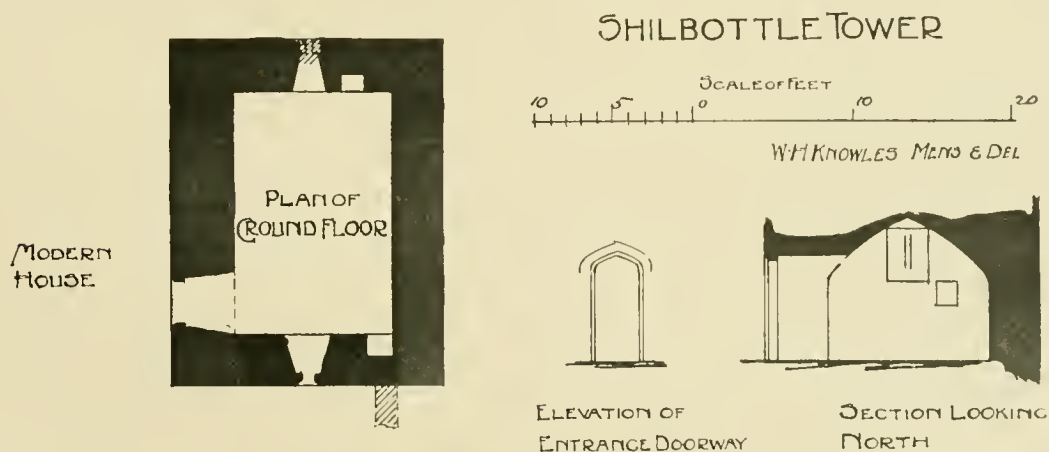 SHILBOTTLE TOWER
SCALE OF FEET
10 5 0 10 20
W·H KNOWLES MENS & DEL
PLAN OF
GROUND FLOOR
MODERN
HOUSE
ELEVATION OF
ENTRANCE DOORWAY
SECTION LOOKING
NORTH